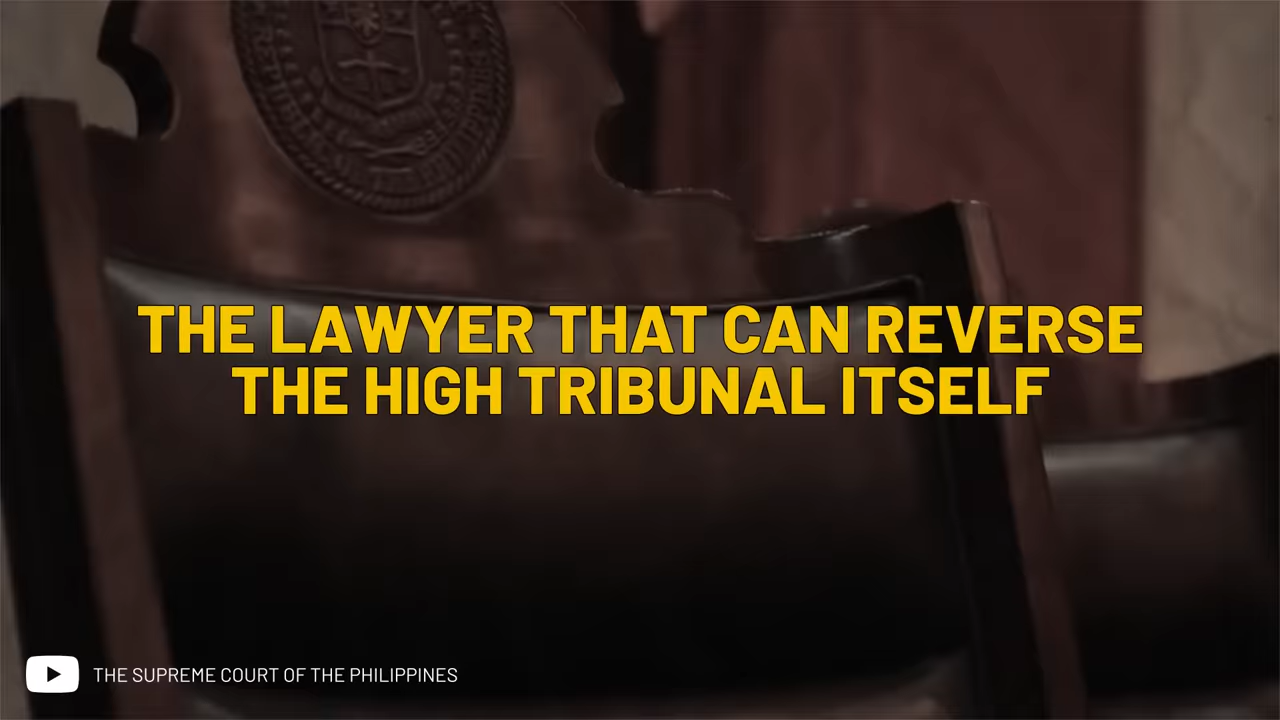 THE LAWYER THAT CAN REVERSE
THE HIGH TRIBUNAL ITSELF
THE SUPREME COURT OF THE PHILIPPINES